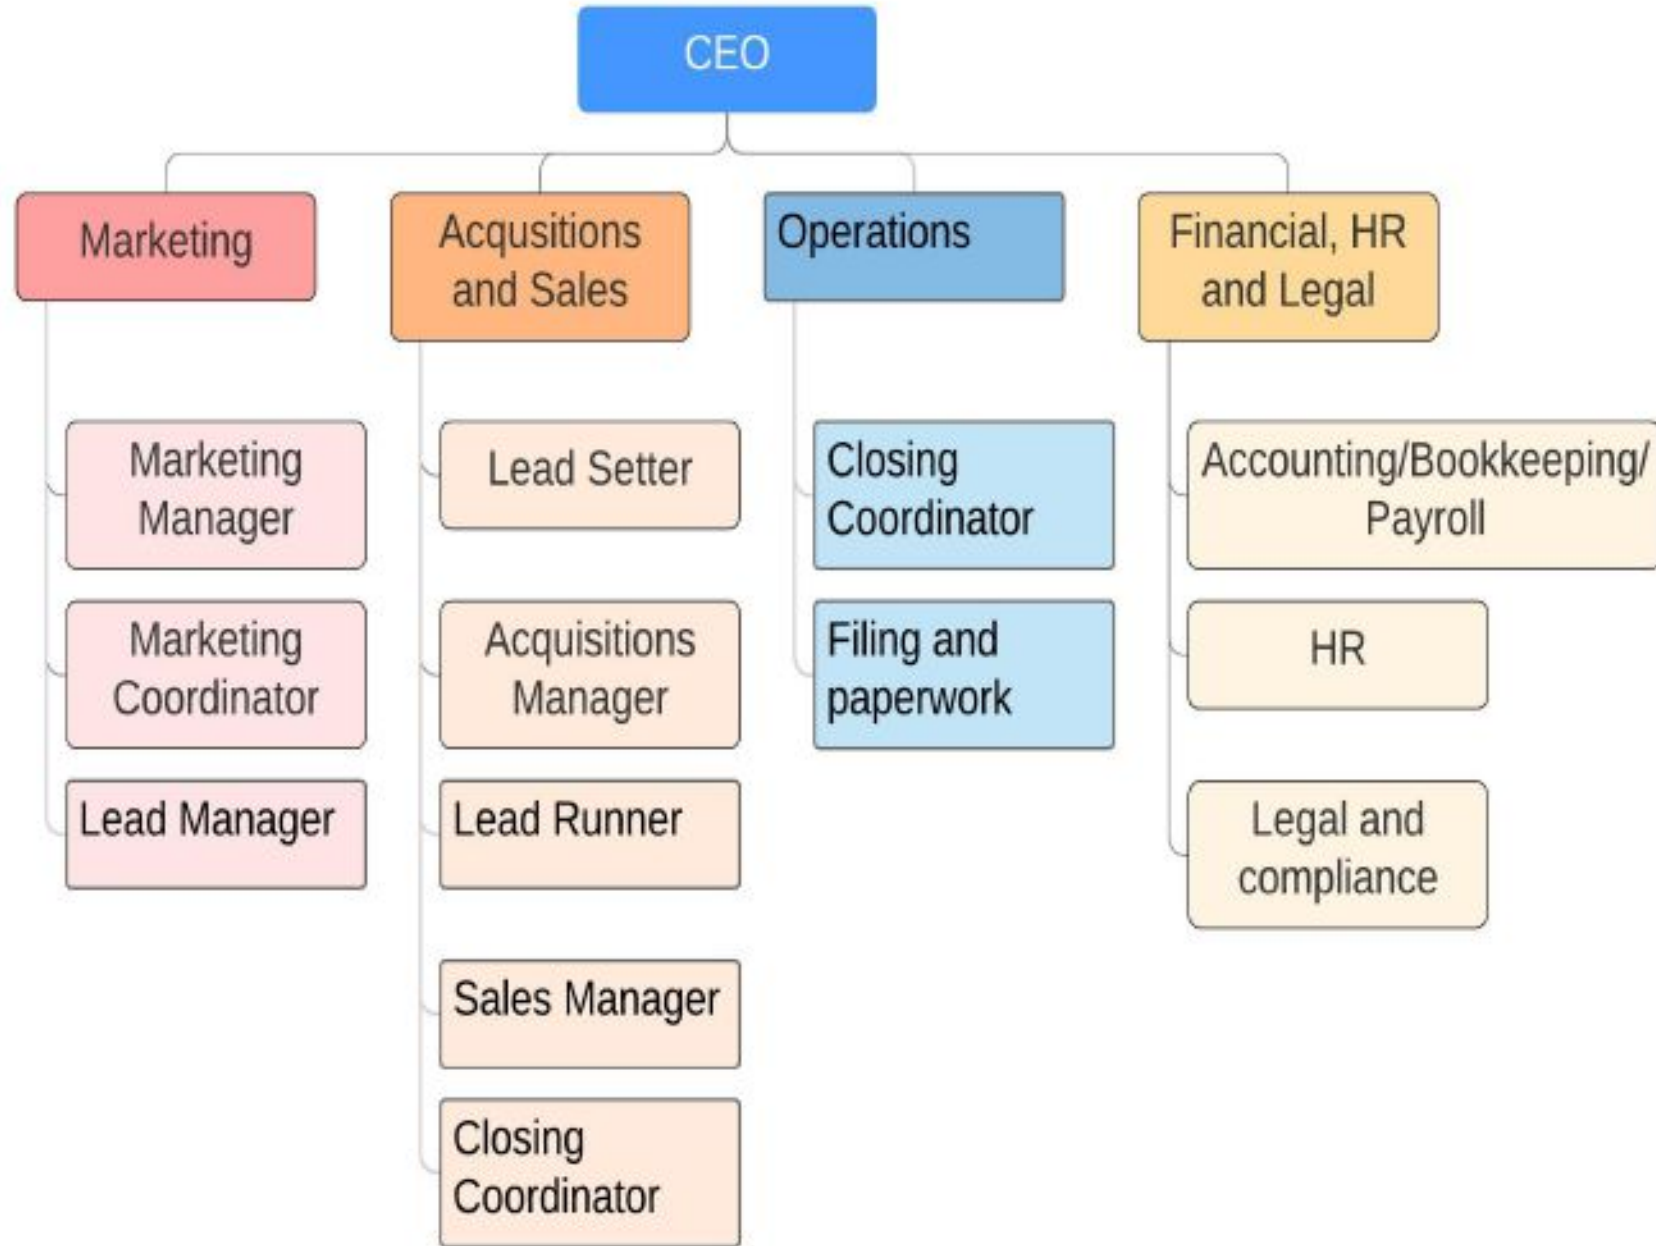 CEO
Marketing
Acqusitions
and Sales
Operations
Financial, HR
and Legal
Marketing
Manager
Marketing
Coordinator
Lead Manager
Lead Setter
Acquisitions
Manager
Lead Runner
Sales Manager
Closing
Coordinator
Closing
Coordinator
Filing and
paperwork
Accounting/Bookkeeping/
Payroll
HR
Legal and
compliance